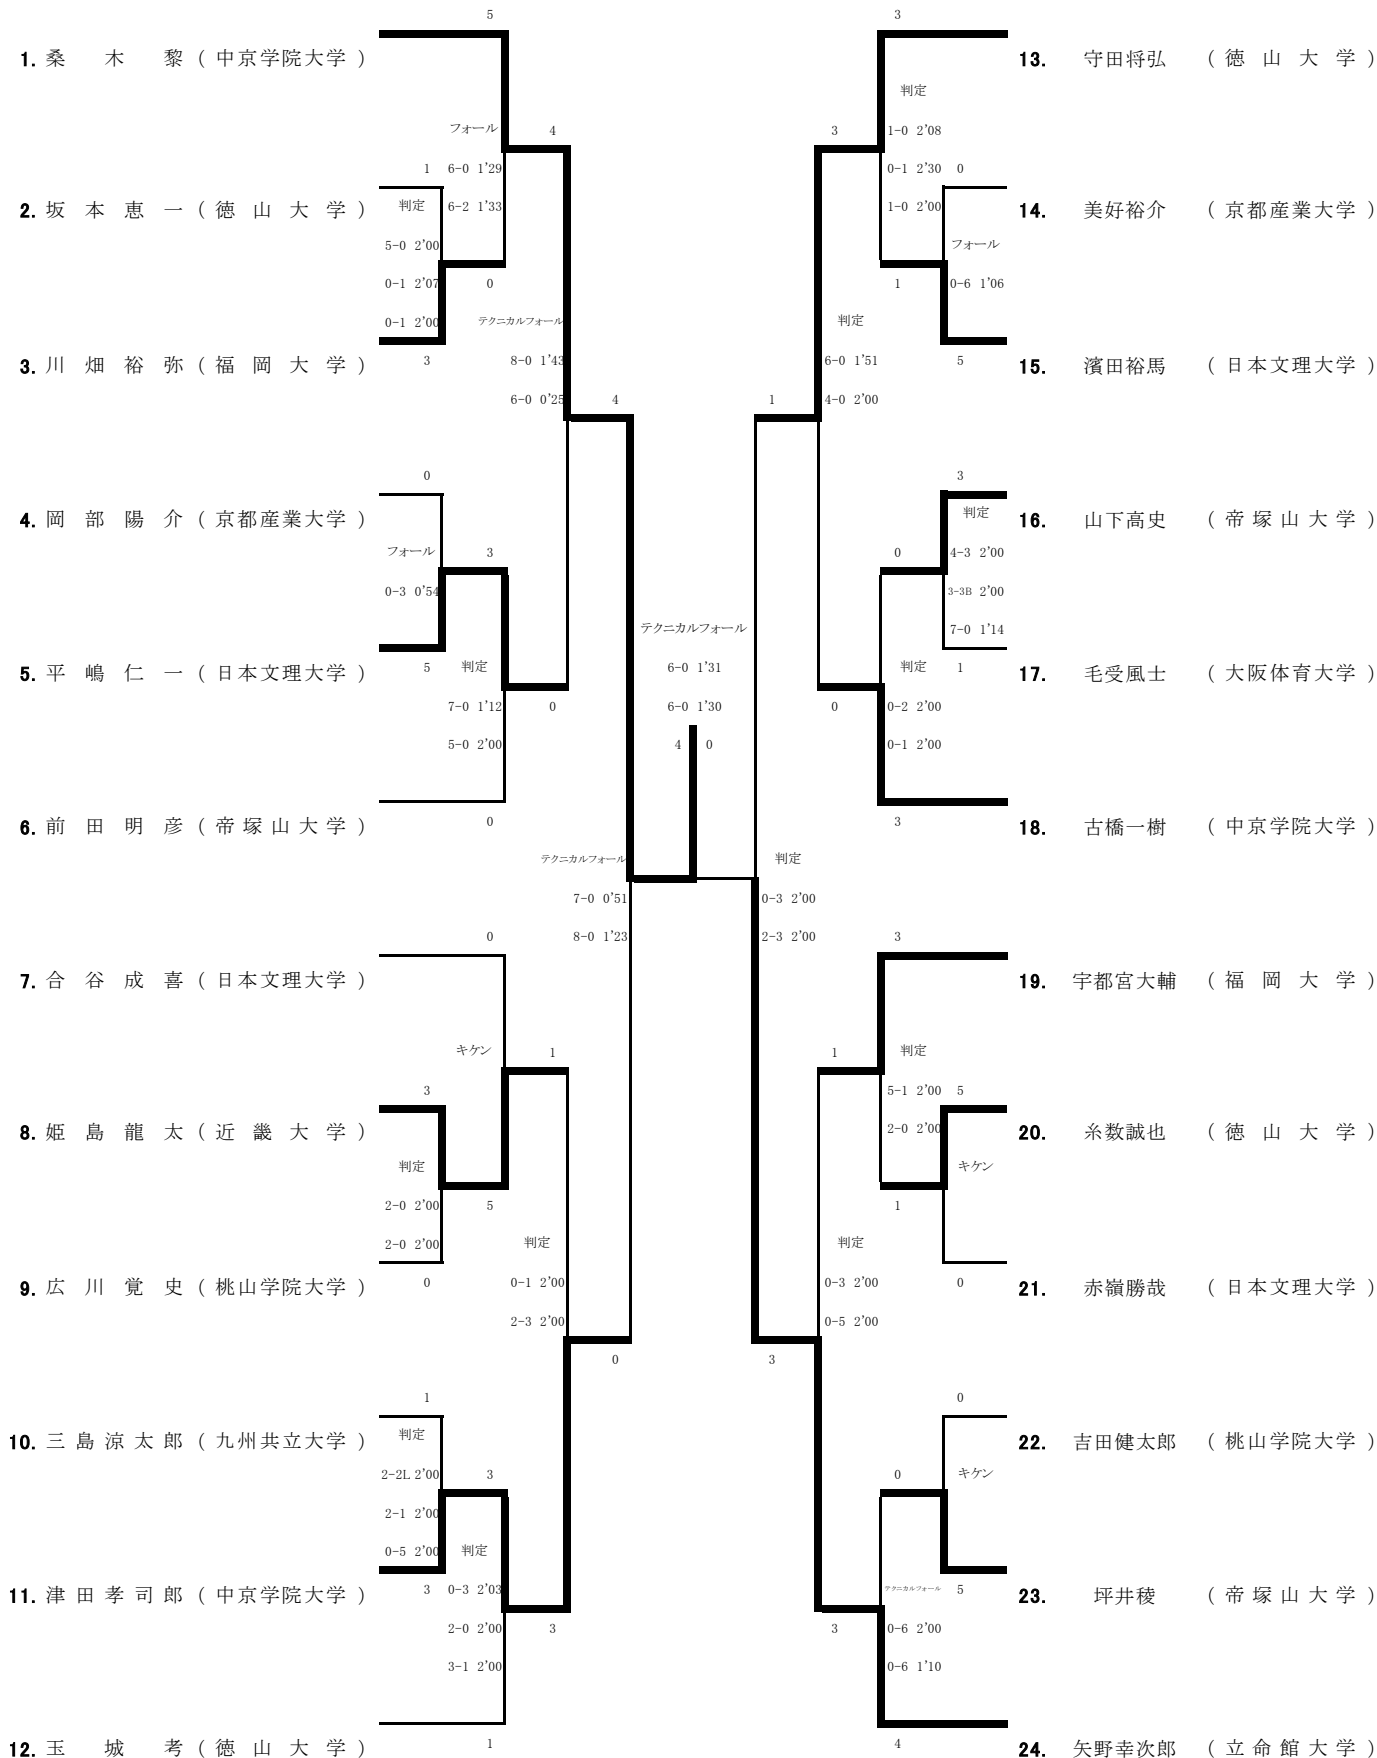 5
3
1. 桑木黎 (中京学院大学)
13. 守田将弘 (徳山大学)
判定
フォール
4
3
1-0 2'08
1
6-0 1'29
0-1 2'30
0
2. 坂本恵一 (徳山大学)
判定
6-2 1'33
1-0 2'00
14. 美好裕介 (京都産業大学)
5-0 2'00
フォール
0-1 2'07
0
1
0-6 1'06
0-1 2'00
テクニカルフォール
判定
3. 川畑裕弥 (福岡大学)
3
8-0 1'43
6-0 1'51
5
15. 濱田裕馬 (日本文理大学)
6-0 0'25
4
1
4-0 2'00
0
3
4. 岡部陽介 (京都産業大学)
判定
16. 山下高史 (帝塚山大学)
フォール
3
0
4-3 2'00
0-3 0'54
3-3B 2'00
テクニカルフォール
7-0 1'14
5. 平嶋仁一 (日本文理大学)
5
判定
6-0 1'31
判定
1
17. 毛受風士 (大阪体育大学)
7-0 1'12
0
6-0 1'30
0
0-2 2'00
5-0 2'00
4
0
0-1 2'00
6. 前田明彦 (帝塚山大学)
0
3
18. 古橋一樹 (中京学院大学)
テクニカルフォール
判定
7-0 0'51
0-3 2'00
0
8-0 1'23
2-3 2'00
3
7. 合谷成喜 (日本文理大学)
19. 宇都宮大輔 (福岡大学)
キケン
1
1
判定
3
5-1 2'00
5
8. 姫島龍太 (近畿大学)
2-0 2'00
20. 糸数誠也 (徳山大学)
判定
キケン
2-0 2'00
5
1
2-0 2'00
判定
判定
9. 広川覚史 (桃山学院大学)
0
0-1 2'00
0-3 2'00
0
21. 赤嶺勝哉 (日本文理大学)
2-3 2'00
0-5 2'00
0
3
1
0
10. 三島涼太郎 (九州共立大学)
判定
22. 吉田健太郎 (桃山学院大学)
2-2L 2'00
3
0
キケン
2-1 2'00
0-5 2'00
判定
11. 津田孝司郎 (中京学院大学)
3
0-3 2'03
テクニカルフォール
5
23. 坪井稜 (帝塚山大学)
2-0 2'00
3
3
0-6 2'00
3-1 2'00
0-6 1'10
12. 玉城考 (徳山大学)
1
4
24. 矢野幸次郎 (立命館大学)